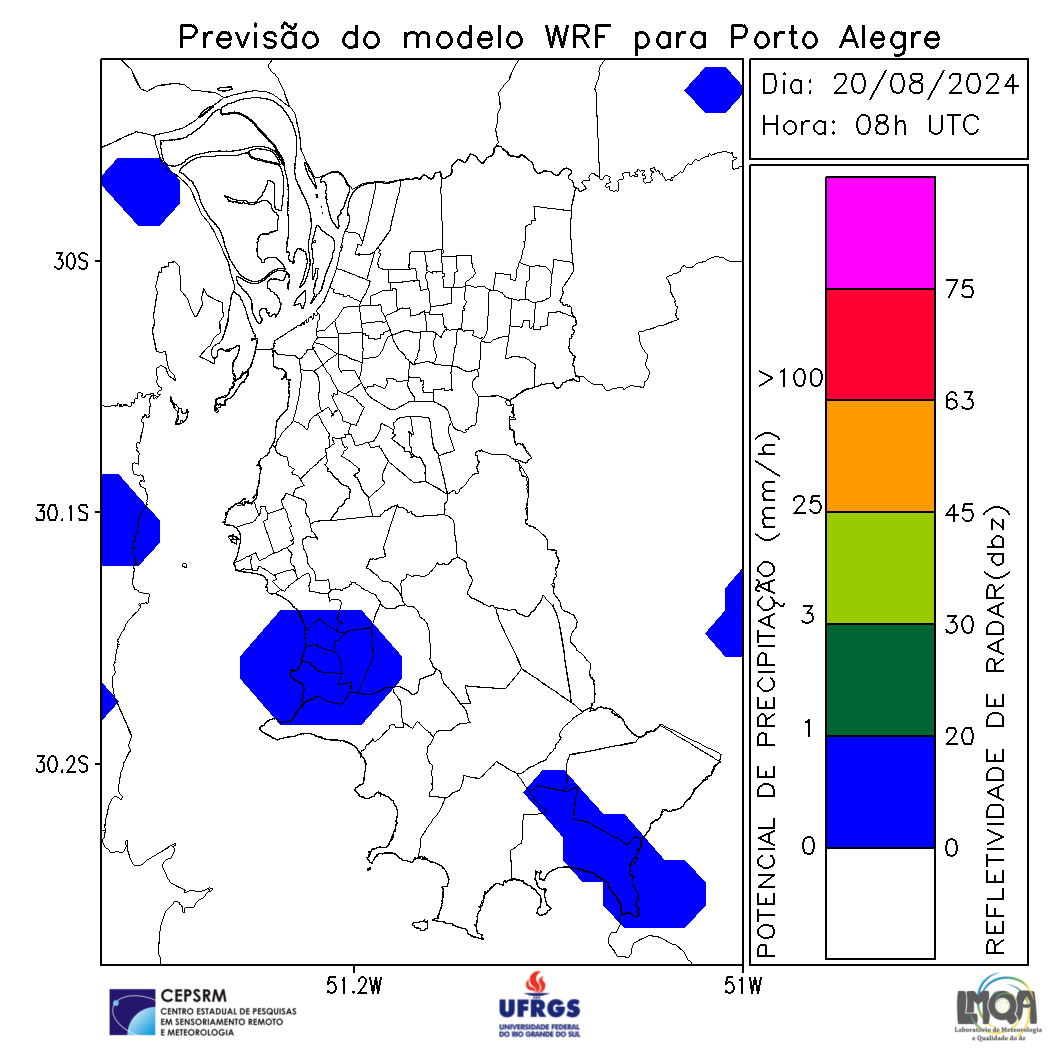 Previsão do modelo WRF para Porto Alegre
Dia: 20/08/2024
Hora: 08h UTC
30S
30.1S
30.2S
51.2W
51W
POTENCIAL DE PRECIPITAÇÃO (mm/h)
>100
25
3
1
0
75
63
45
30
20
0
REFLETIVIDADE DE RADAR(dbz)
CEPSRM
CENTRO ESTADUAL DE PESQUISAS
EM SENSORIAMENTO REMOTO
E METEOROLOGIA
UFRGS
UNIVERSIDADE FEDERAL
DO RIO GRANDE DO SUL
LMQA
Laboratório de Meteorologia
e Qualidade do Ar